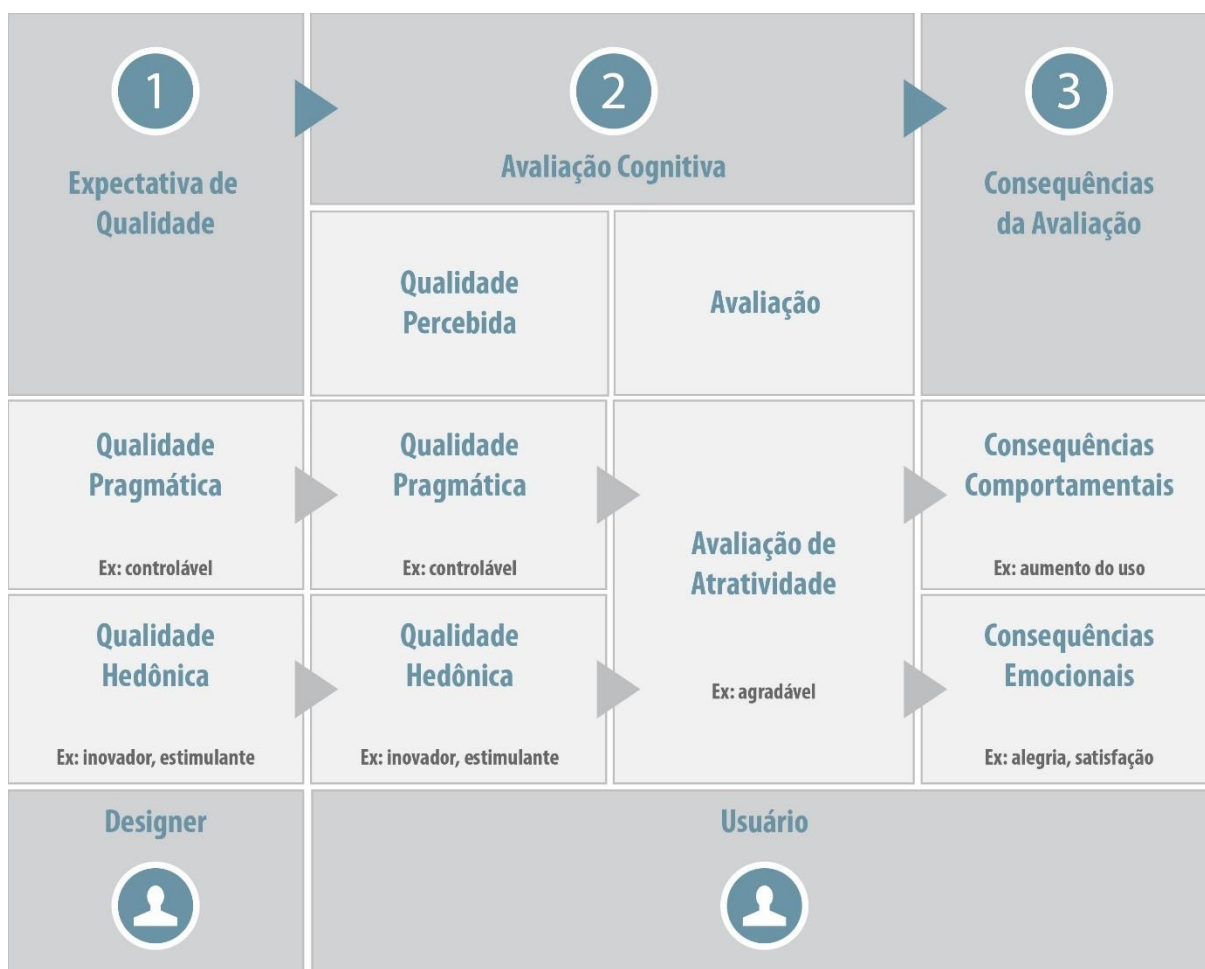 1
Expectativa de
Qualidade
2
Avaliação Cognitiva
3
Consequências
da Avaliação
Qualidade
Percebida
Avaliação
Qualidade
Pragmática
Ex: controlável
Qualidade
Pragmática
Ex: controlável
Avaliação de
Atratividade
Ex: agradável
Consequências
Comportamentais
Ex: aumento do uso
Qualidade
Hedônica
Ex: inovador, estimulante
Qualidade
Hedônica
Ex: inovador, estimulante
Consequências
Emocionais
Ex: alegria, satisfação
Designer
Usuário